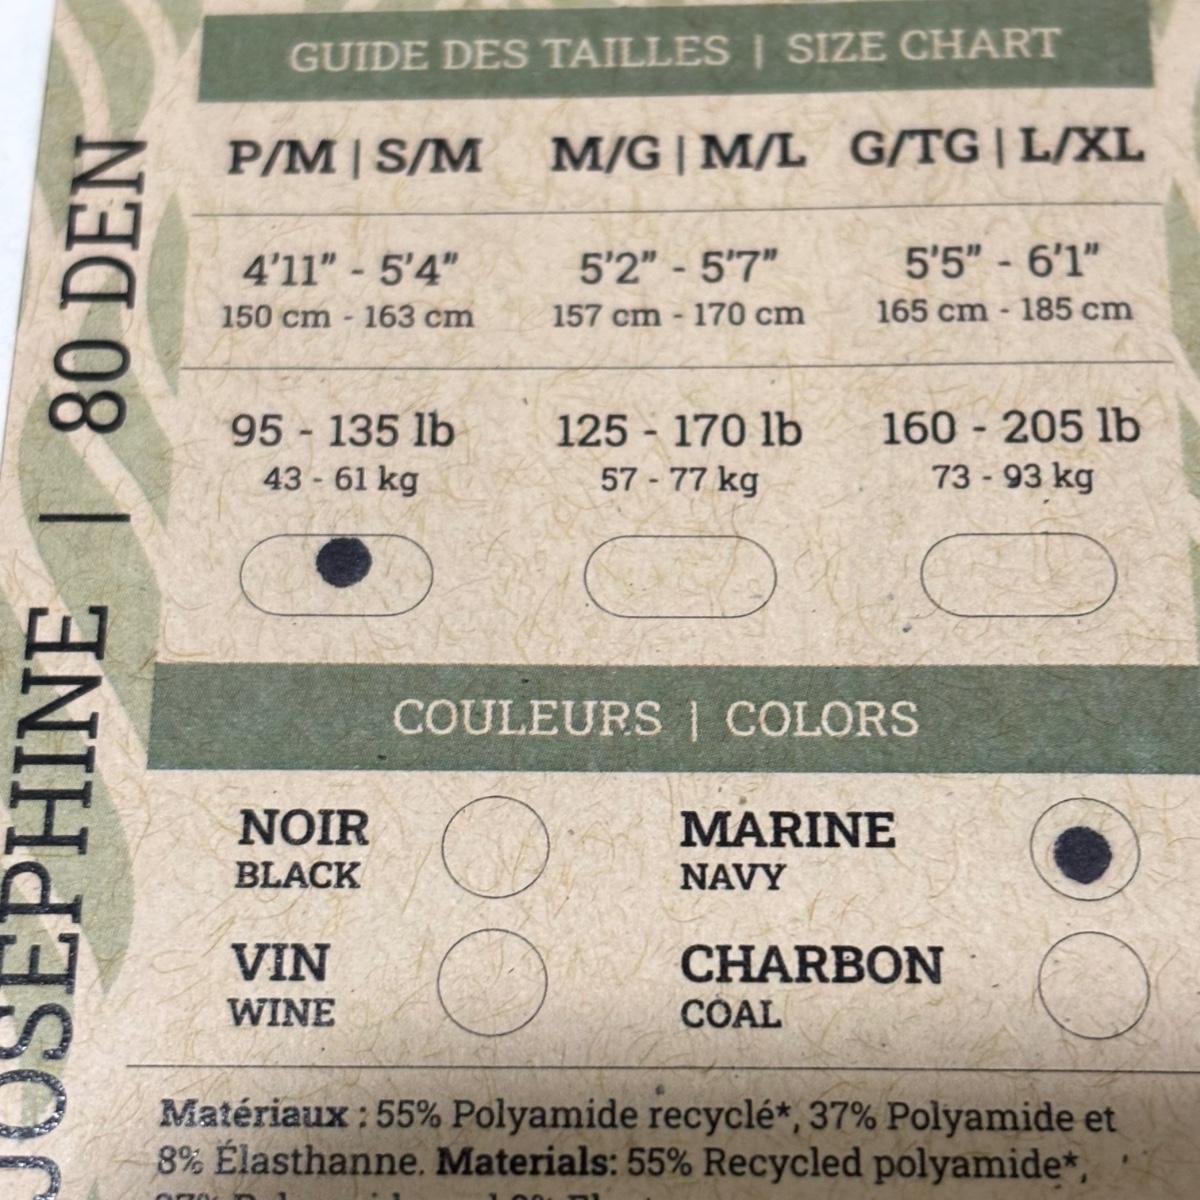 GUIDE DES TAILLES | SIZE CHART
P/M | S/M M/G | M/L G/TG | L/XL
4'11" - 5'4" 5'2" - 5'7" 5'5" - 6'1"
150 cm - 163 cm 157 cm - 170 cm 165 cm - 185 cm
95 - 135 lb 125 - 170 lb 160 - 205 lb
43 - 61 kg 57 - 77 kg 73 - 93 kg
COULEURS | COLORS
NOIR MARINE
BLACK NAVY
VIN CHARBON
WINE COAL
Matériaux : 55% Polyamide recyclé*, 37% Polyamide et
8% Élasthanne. Materials: 55% Recycled polyamide*,
JOSEPHINE | 80 DEN